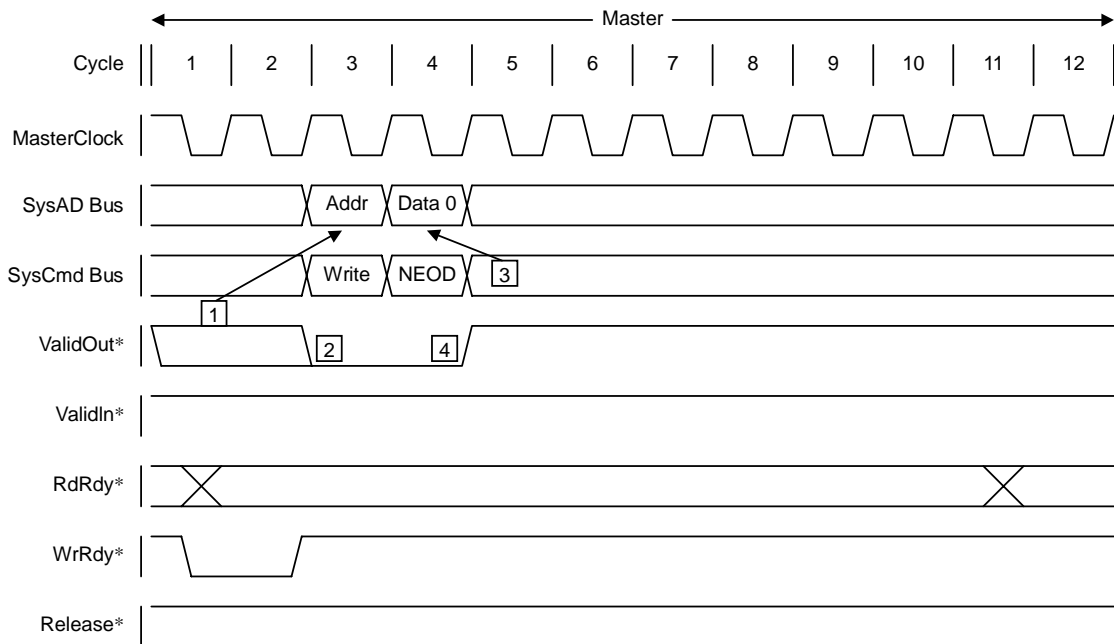 Master
Cycle 1 2 3 4 5 6 7 8 9 10 11 12
MasterClock
SysAD Bus Addr Data 0
SysCmd Bus Write NEOD 3
1
ValidOut* 2 4
ValidIn*
RdRdy*
WrRdy*
Release*